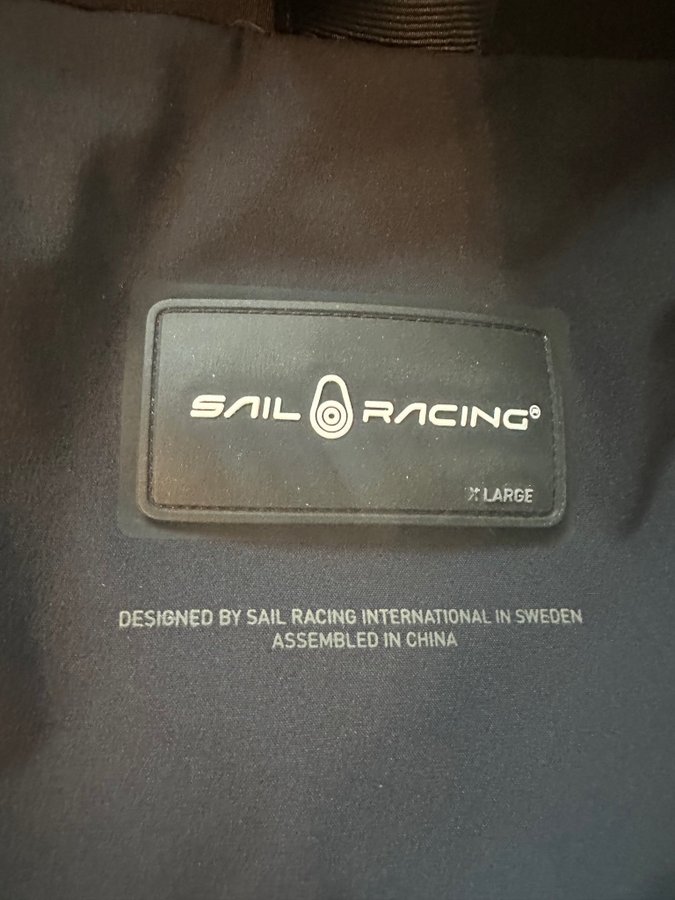 SAIL RACING®
X LARGE
DESIGNED BY SAIL RACING INTERNATIONAL IN SWEDEN
ASSEMBLED IN CHINA